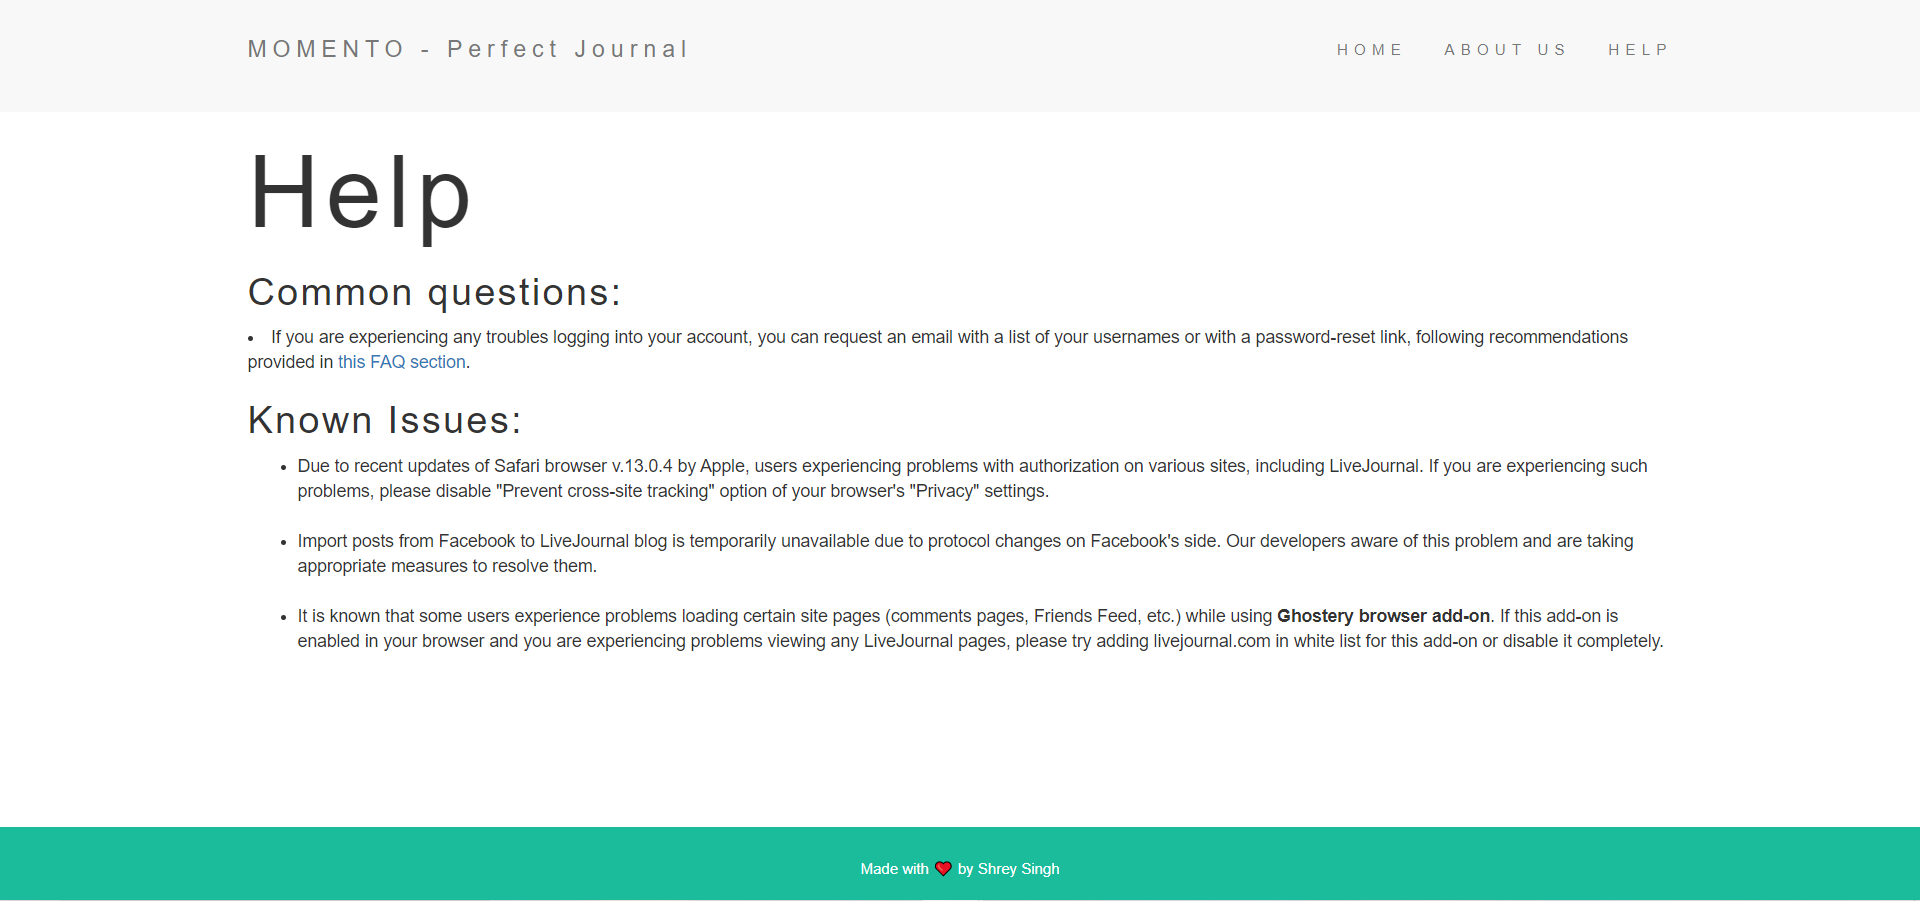 MOMENTO - Perfect Journal
HOME ABOUT US HELP
Help
Common questions:
• If you are experiencing any troubles logging into your account, you can request an email with a list of your usernames or with a password-reset link, following recommendations
provided in this FAQ section.
Known Issues:
• Due to recent updates of Safari browser v.13.0.4 by Apple, users experiencing problems with authorization on various sites, including LiveJournal. If you are experiencing such
problems, please disable "Prevent cross-site tracking" option of your browser's "Privacy" settings.
• Import posts from Facebook to LiveJournal blog is temporarily unavailable due to protocol changes on Facebook's side. Our developers aware of this problem and are taking
appropriate measures to resolve them.
• It is known that some users experience problems loading certain site pages (comments pages, Friends Feed, etc.) while using Ghostery browser add-on. If this add-on is
enabled in your browser and you are experiencing problems viewing any LiveJournal pages, please try adding livejournal.com in white list for this add-on or disable it completely.
Made with ❤ by Shrey Singh